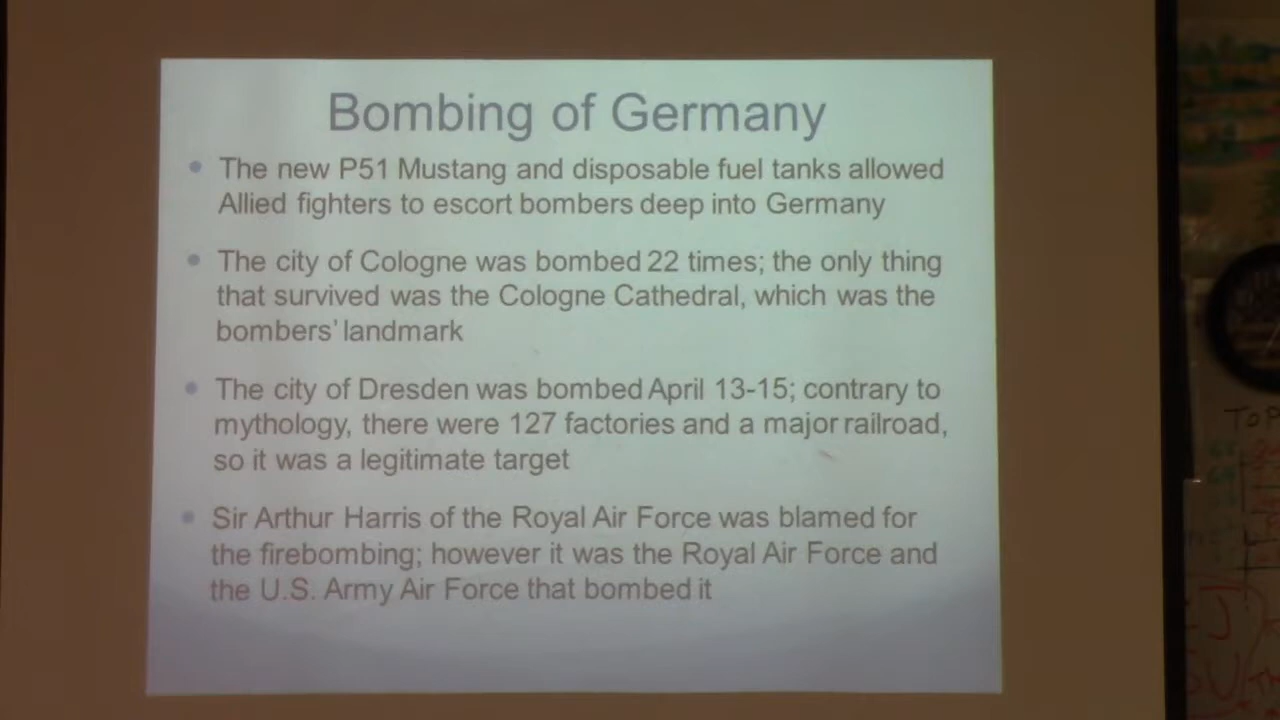 Bombing of Germany
• The new P51 Mustang and disposable fuel tanks allowed
Allied fighters to escort bombers deep into Germany
• The city of Cologne was bombed 22 times; the only thing
that survived was the Cologne Cathedral, which was the
bombers' landmark
• The city of Dresden was bombed April 13-15; contrary to
mythology, there were 127 factories and a major railroad,
so it was a legitimate target
• Sir Arthur Harris of the Royal Air Force was blamed for
the firebombing; however it was the Royal Air Force and
the U.S. Army Air Force that bombed it